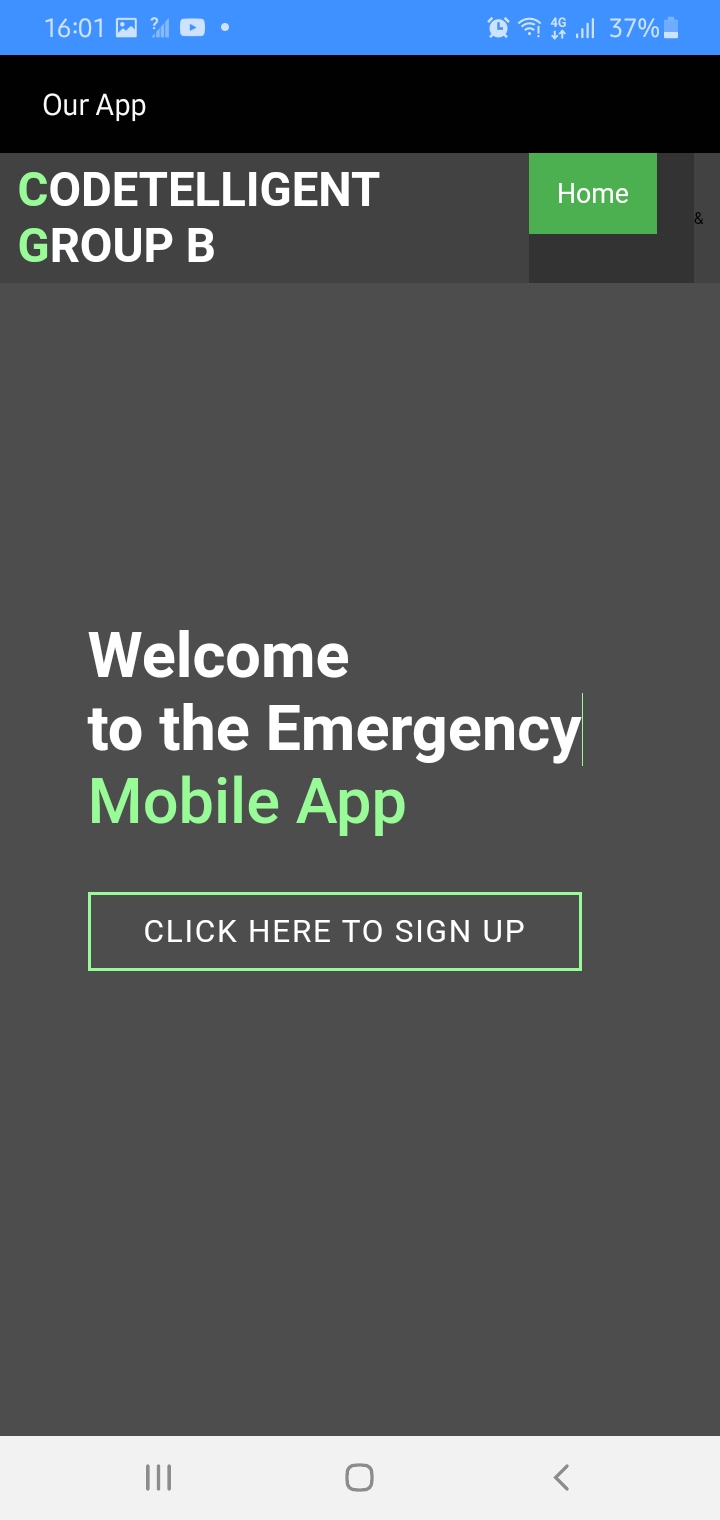 16:01 ? 4G 37%
Our App
CODETELLIGENT
GROUP B
Home
&
Welcome
to the Emergency
Mobile App
CLICK HERE TO SIGN UP